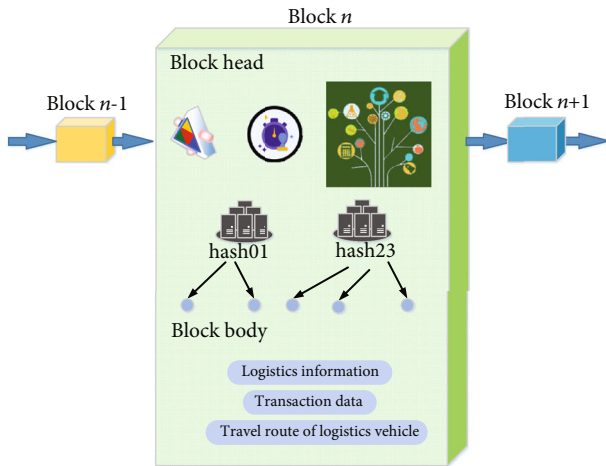 Block n
Block head
Block n-1
Block n+1
hash01
hash23
Block body
Logistics information
Transaction data
Travel route of logistics vehicle